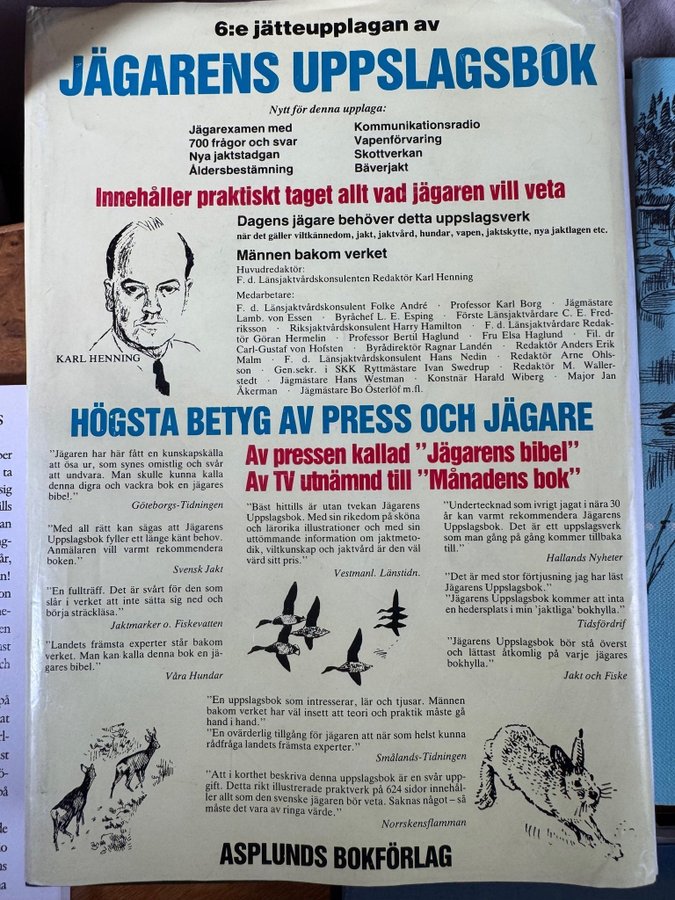 6:e jätteupplagan av
JÄGARENS UPPSLAGSBOK
Nytt för denna upplaga:
Jägarexamen med
700 frågor och svar
Nya jaktstadgan
Åldersbestämning
Kommunikationsradio
Vapenförvaring
Skottverkan
Bäverjakt
Innehåller praktiskt taget allt vad jägaren vill veta
Dagens jägare behöver detta uppslagsverk
när det gäller viltkännedom, jakt, jaktvård, hundar, vapen, jaktskytte, nya jaktlagen etc.
Männen bakom verket
Huvudredaktör:
F. d. Länsjaktvårdskonsulenten Redaktör Karl Henning
Medarbetare:
F. d. Länsjaktvårdskonsulent Folke André · Professor Karl Borg · Jägmästare
Lamb. von Essen · Byråchef L. E. Esping · Förste Länsjaktvårdare C. E. Fred-
riksson · Riksjaktvårdskonsulent Harry Hamilton · F. d. Länsjaktvårdare Redak-
tör Göran Hermelin · Professor Bertil Haglund · Fru Elsa Haglund · Fil. dr
Carl-Gustaf von Hofsten · Byrådirektör Ragnar Landén · Redaktör Anders Erik
Malm · F. d. Länsjaktvårdskonsulent Hans Nedin · Redaktör Arne Ohls-
son · Gen.sekr. i SKK Ryttmästare Ivan Swedrup · Redaktör M. Waller-
stedt · Jägmästare Hans Westman · Konstnär Harald Wiberg · Major Jan
Åkerman · Jägmästare Bo Österlöf m.fl.
KARL HENNING
HÖGSTA BETYG AV PRESS OCH JÄGARE
"Jägaren har här fått en kunskapskälla
att ösa ur, som synes omistlig och svår
att undvara. Man skulle kunna kalla
denna digra och vackra bok en jägares
bibel."
Göteborgs-Tidningen
"Med all rätt kan sägas att Jägarens
Uppslagsbok fyller ett länge känt behov.
Anmälaren vill varmt rekommendera
boken."
Svensk Jakt
"En fullträff. Det är svårt för den som
slår i verket att inte sätta sig ned och
börja sträckläsa."
Jaktmarker o. Fiskevatten
"Landets främsta experter står bakom
verket. Man kan kalla denna bok en jä-
gares bibel."
Våra Hundar
Av pressen kallad "Jägarens bibel"
Av TV utnämnd till "Månadens bok"
"Bäst hittills är utan tvekan Jägarens
Uppslagsbok. Med sin rikedom på sköna
och lärorika illustrationer och med sin
uttömmande information om jaktmeto-
dik, viltkunskap och jaktvård är den väl
värd sitt pris."
Vestmanl. Länstidn.
"Undertecknad som ivrigt jagat i nära 30
år kan varmt rekommendera Jägarens
Uppslagsbok. Det är ett uppslagsverk
som man gång på gång kommer tillbaka
till."
Hallands Nyheter
"Det är med stor förtjusning jag har läst
Jägarens Uppslagsbok."
"Jägarens Uppslagsbok kommer att inta
en hedersplats i min 'jaktliga' bokhylla."
Tidsfördrif
"Jägarens Uppslagsbok bör stå överst
och lättast åtkomlig på varje jägares
bokhylla."
Jakt och Fiske
"En uppslagsbok som intresserar, lär och tjusar. Männen
bakom verket har väl insett att teori och praktik måste gå
hand i hand."
"En ovärderlig tillgång för jägaren att när som helst kunna
rådfråga landets främsta experter."
Smålands-Tidningen
"Att i korthet beskriva denna uppslagsbok är en svår upp-
gift. Detta rikt illustrerade praktverk på 624 sidor innehål-
ler allt som den svenske jägaren bör veta. Saknas något – så
måste det vara av ringa värde."
Norrskensflamman
ASPLUNDS BOKFÖRLAG